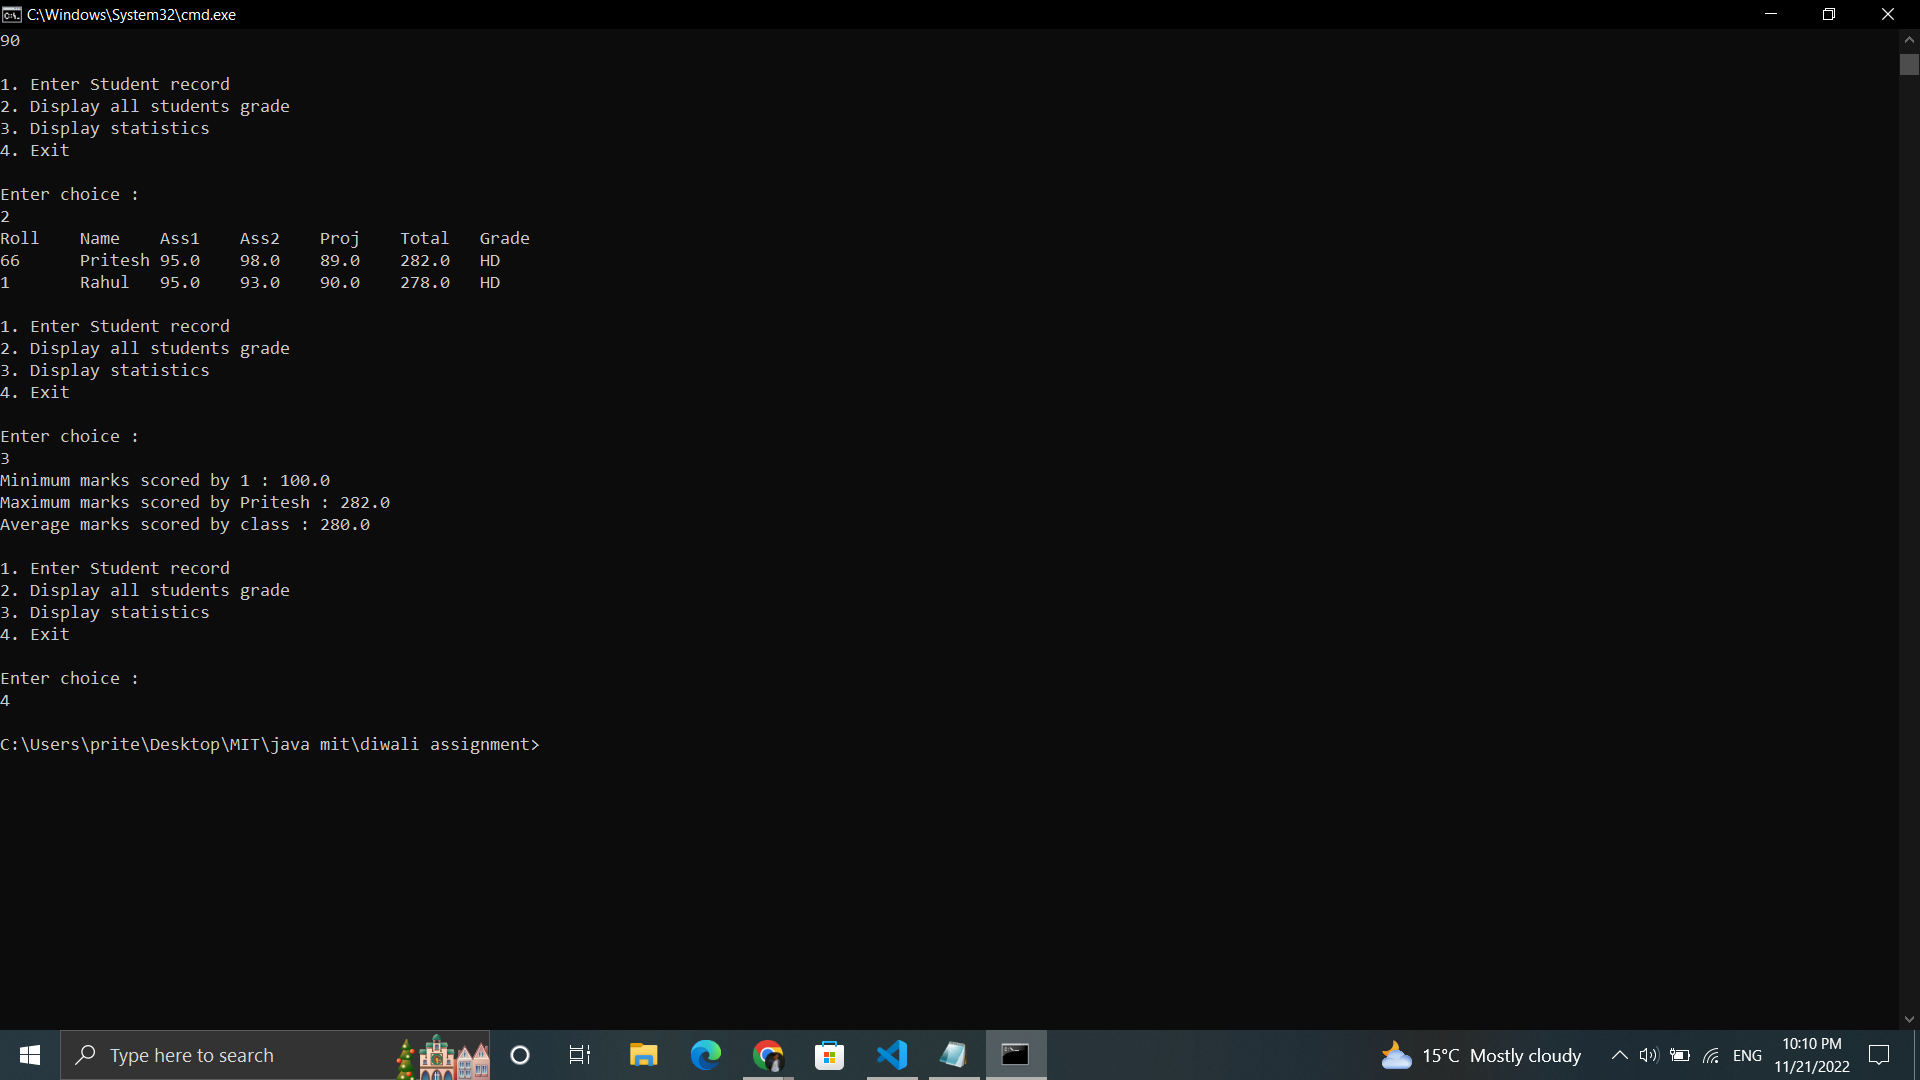 C:\Windows\System32\cmd.exe
90
1. Enter Student record
2. Display all students grade
3. Display statistics
4. Exit
Enter choice :
2
Roll Name Ass1 Ass2 Proj Total Grade
66 Pritesh 95.0 98.0 89.0 282.0 HD
1 Rahul 95.0 93.0 90.0 278.0 HD
1. Enter Student record
2. Display all students grade
3. Display statistics
4. Exit
Enter choice :
3
Minimum marks scored by 1 : 100.0
Maximum marks scored by Pritesh : 282.0
Average marks scored by class : 280.0
1. Enter Student record
2. Display all students grade
3. Display statistics
4. Exit
Enter choice :
4
C:\Users\prite\Desktop\MIT\java mit\diwali assignment>
Type here to search
15°C Mostly cloudy
ENG
10:10 PM
11/21/2022